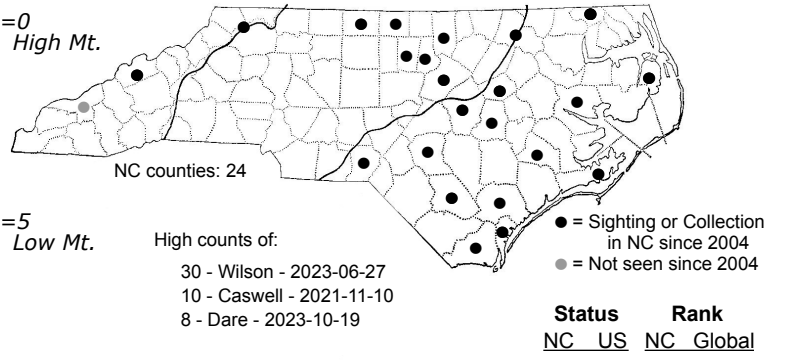 =0
High Mt.
NC counties: 24
=5
Low Mt.
High counts of:
30 - Wilson - 2023-06-27
10 - Caswell - 2021-11-10
8 - Dare - 2023-10-19
= Sighting or Collection
in NC since 2004
= Not seen since 2004
Status Rank
NC US NC Global